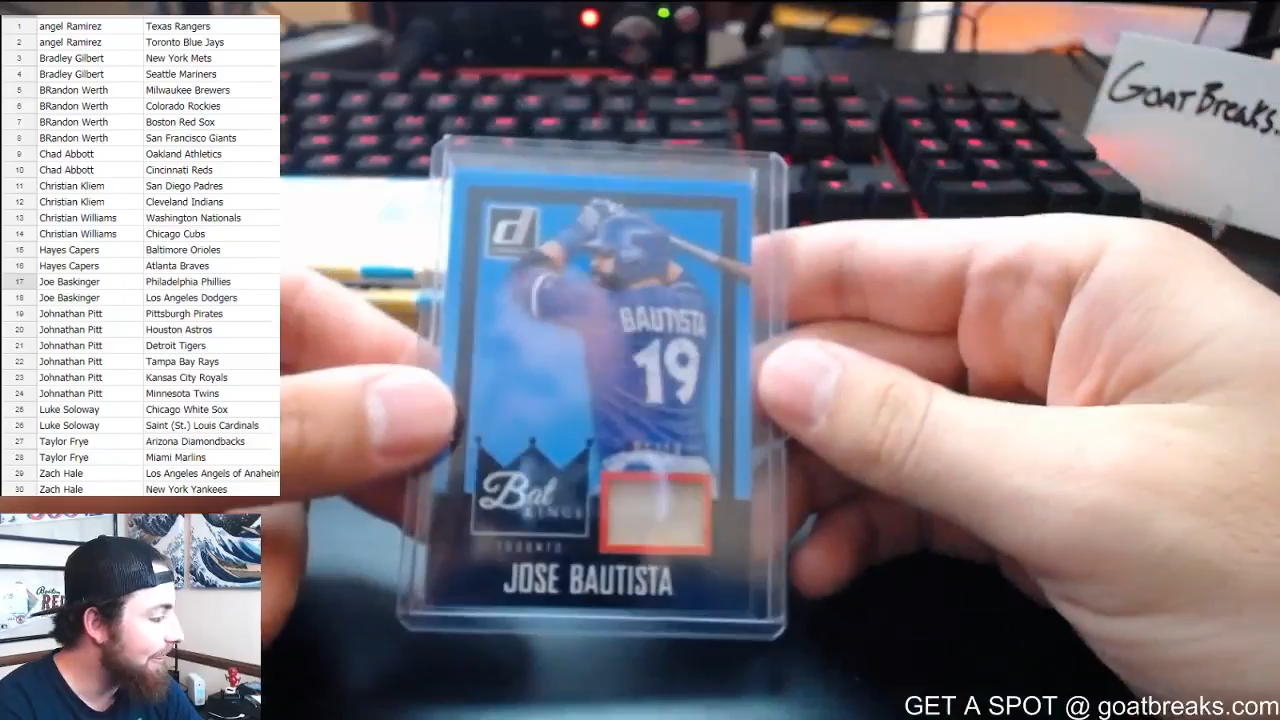 1 angel Ramirez Texas Rangers
2 angel Ramirez Toronto Blue Jays
3 Bradley Gilbert New York Mets
4 Bradley Gilbert Seattle Mariners
5 BRandon Werth Milwaukee Brewers
6 BRandon Werth Colorado Rockies
7 BRandon Werth Boston Red Sox
8 BRandon Werth San Francisco Giants
9 Chad Abbott Oakland Athletics
10 Chad Abbott Cincinnati Reds
11 Christian Kliem San Diego Padres
12 Christian Kliem Cleveland Indians
13 Christian Williams Washington Nationals
14 Christian Williams Chicago Cubs
15 Hayes Capers Baltimore Orioles
16 Hayes Capers Atlanta Braves
17 Joe Baskinger Philadelphia Phillies
18 Joe Baskinger Los Angeles Dodgers
19 Johnathan Pitt Pittsburgh Pirates
20 Johnathan Pitt Houston Astros
21 Johnathan Pitt Detroit Tigers
22 Johnathan Pitt Tampa Bay Rays
23 Johnathan Pitt Kansas City Royals
24 Johnathan Pitt Minnesota Twins
25 Luke Soloway Chicago White Sox
26 Luke Soloway Saint (St.) Louis Cardinals
27 Taylor Frye Arizona Diamondbacks
28 Taylor Frye Miami Marlins
29 Zach Hale Los Angeles Angels of Anaheim
30 Zach Hale New York Yankees
GOATBREAKS.
d
BAUTISTA
19
Bat
KINGS
TORONTO
JOSE BAUTISTA
Boston
RED
GET A SPOT @ goatbreaks.com